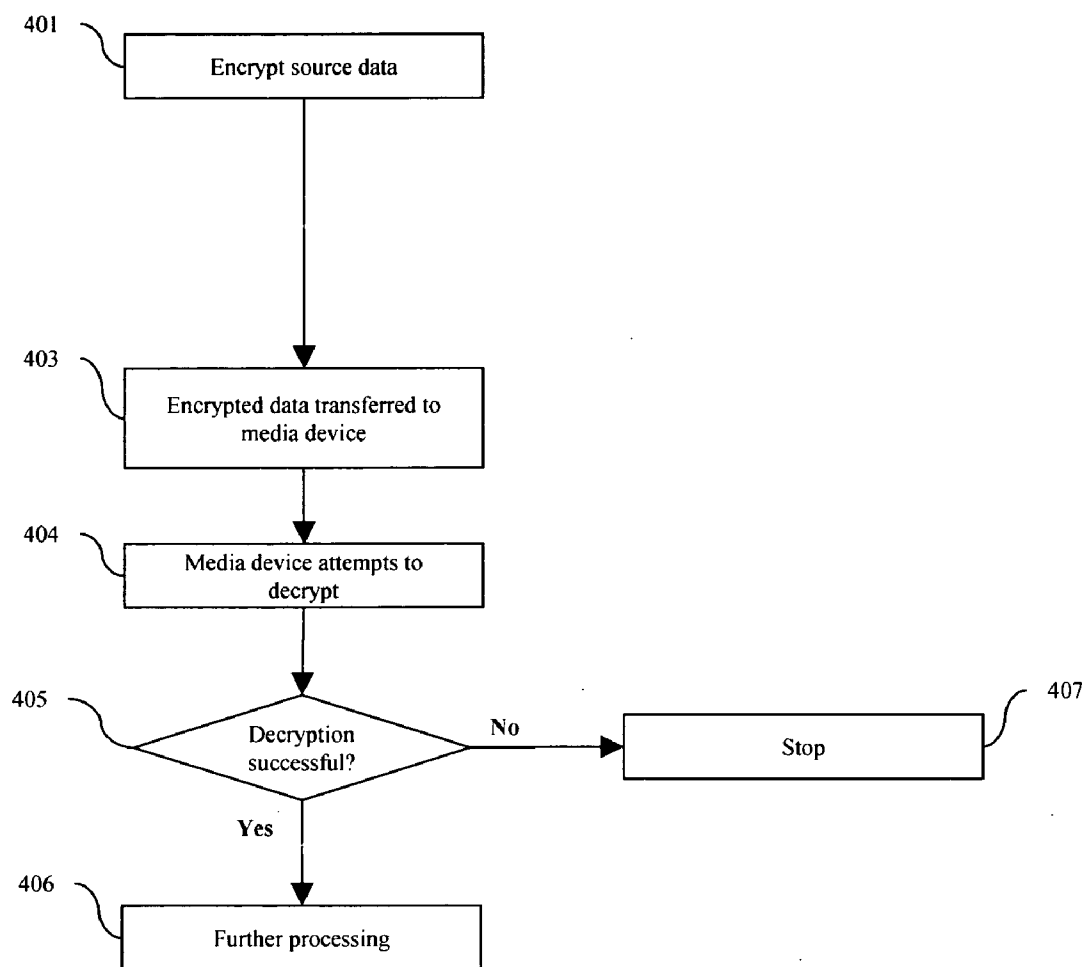 401
Encrypt source data
403
Encrypted data transferred to
media device
404
Media device attempts to
decrypt
405
Decryption
successful?
No
407
Stop
Yes
406
Further processing